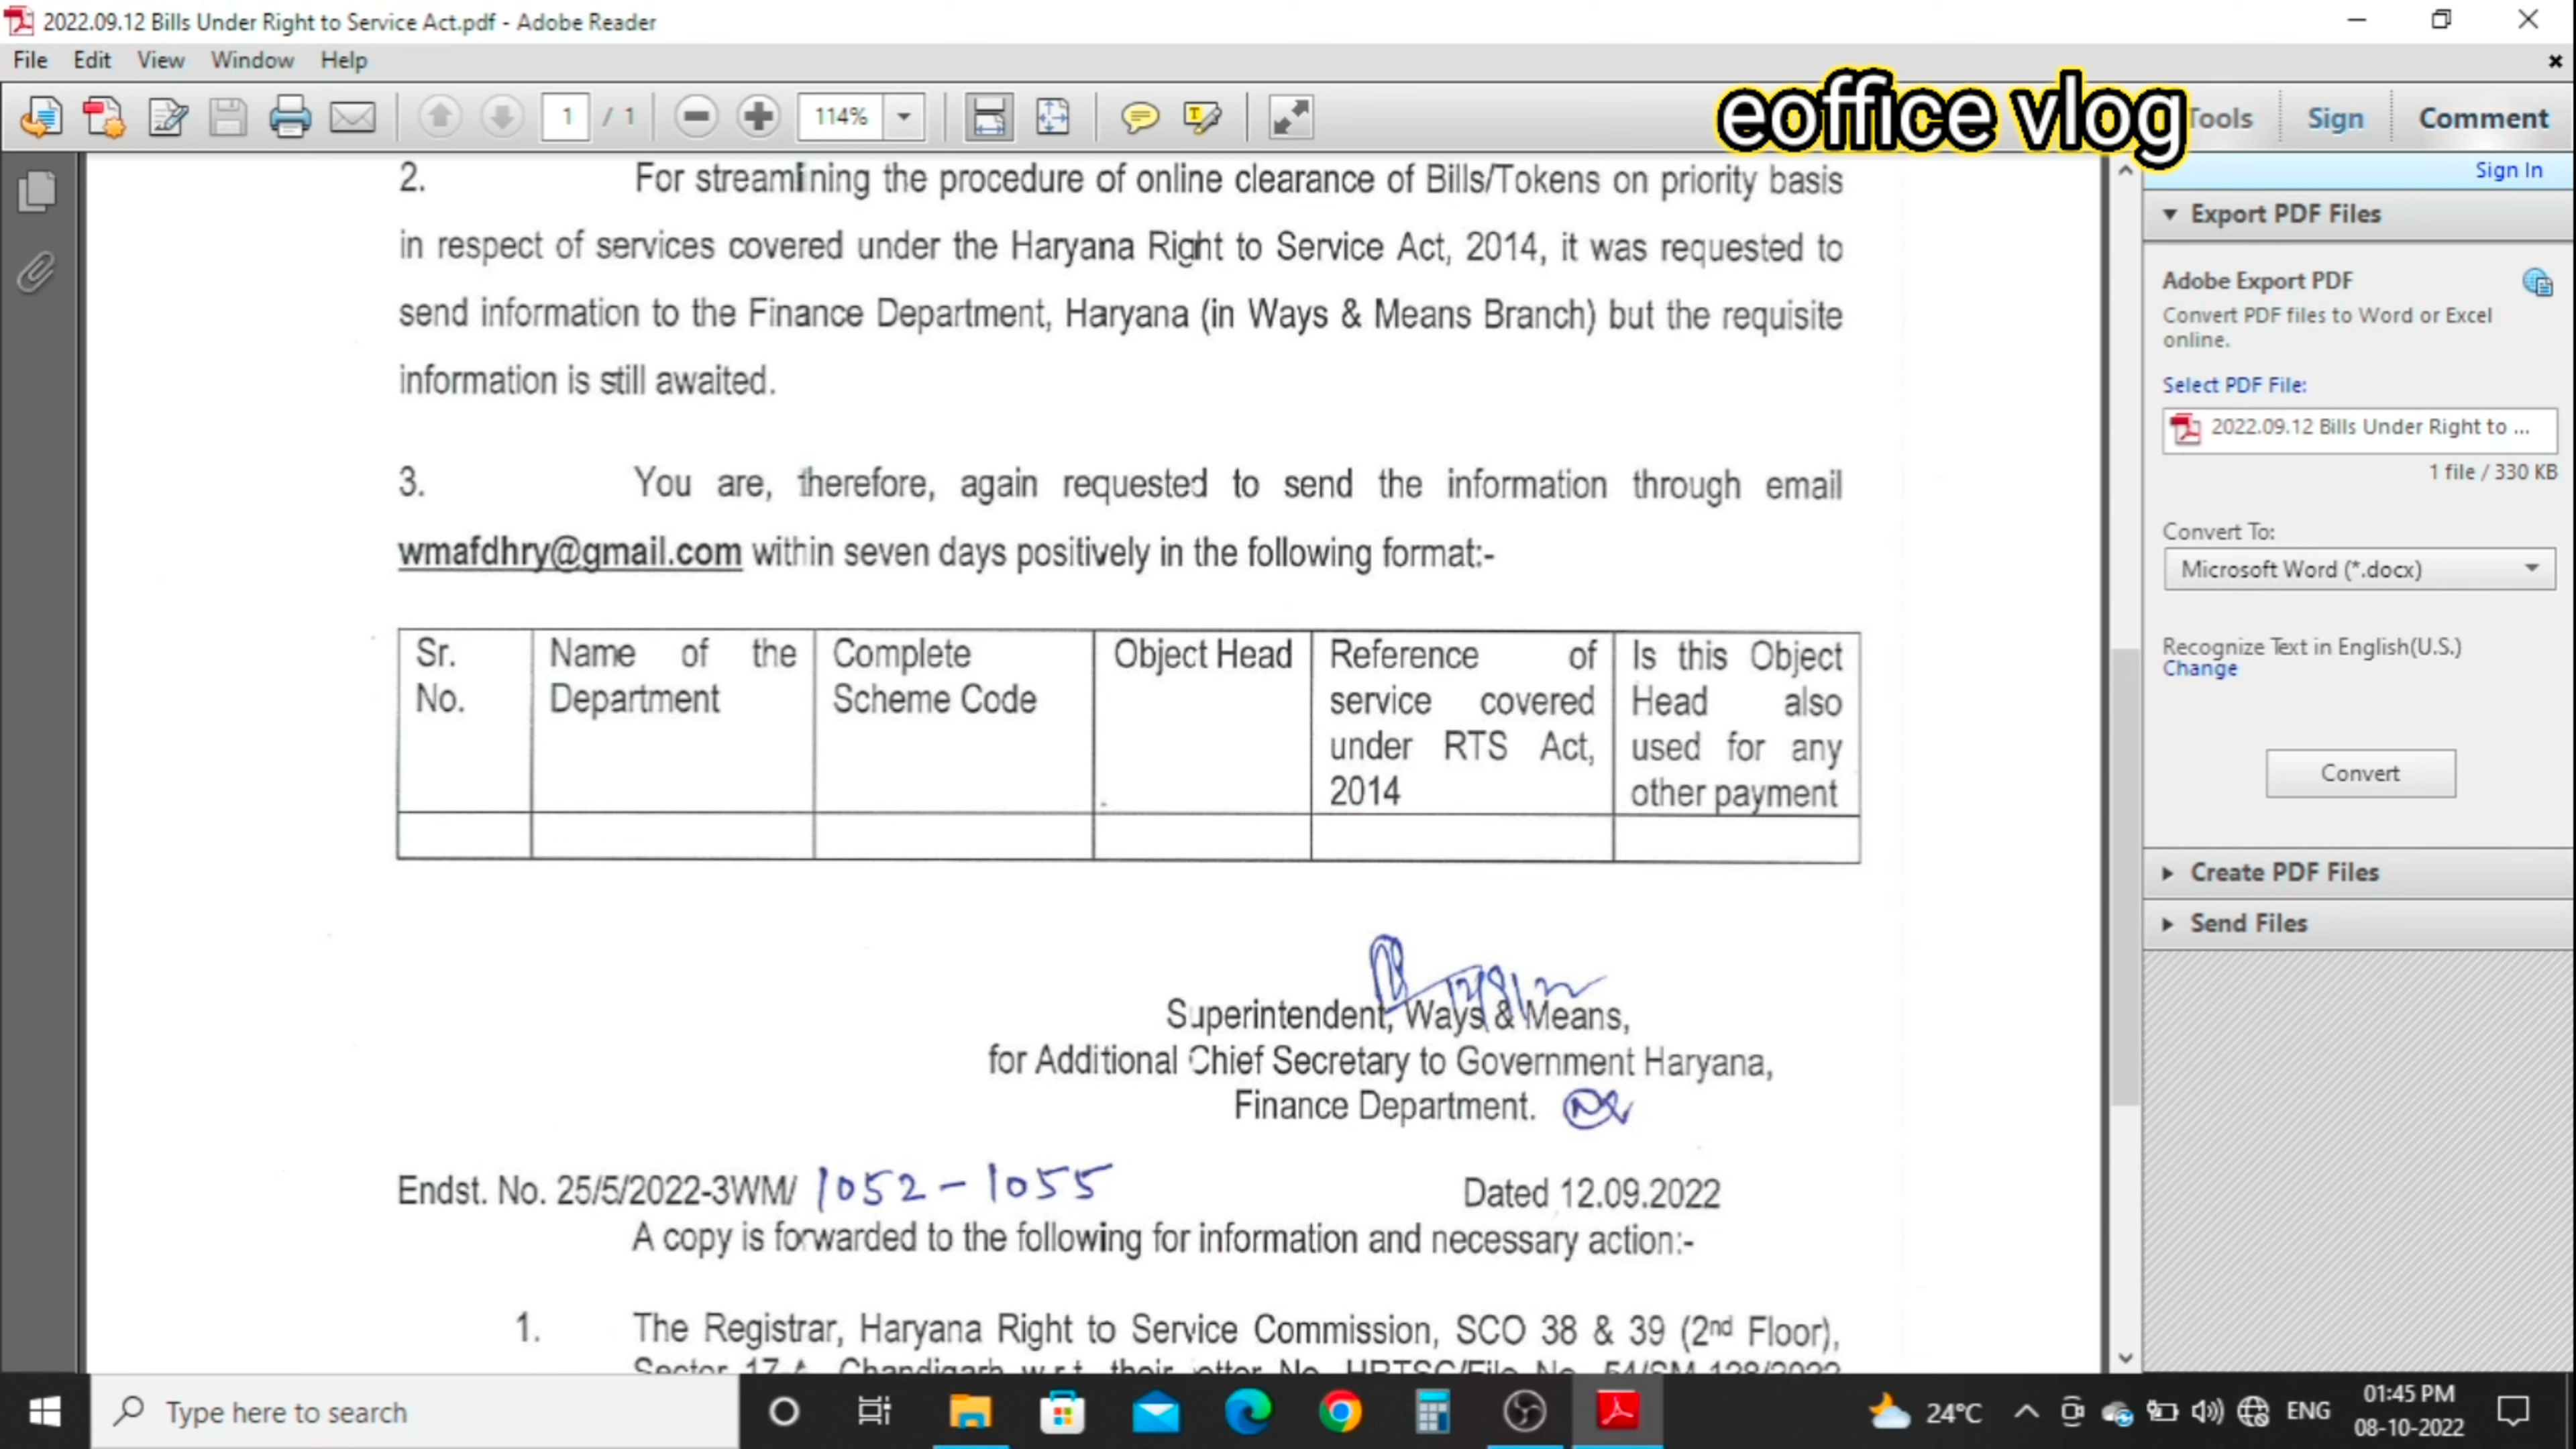 2022.09.12 Bills Under Right to Service Act.pdf - Adobe Reader
File Edit View Window Help
1 / 1 114% Tools Sign Comment
eoffice vlog
Sign In
2. For streamlining the procedure of online clearance of Bills/Tokens on priority basis
in respect of services covered under the Haryana Right to Service Act, 2014, it was requested to
send information to the Finance Department, Haryana (in Ways & Means Branch) but the requisite
information is still awaited.
3. You are, therefore, again requested to send the information through email
wmafdhry@gmail.com within seven days positively in the following format:-
Sr. No.
Name of the Department
Complete Scheme Code
Object Head
Reference of service covered under RTS Act, 2014
Is this Object Head also used for any other payment
12/9/22
Superintendent, Ways & Means,
for Additional Chief Secretary to Government Haryana,
Finance Department.
Endst. No. 25/5/2022-3WM/ 1052-1055 Dated 12.09.2022
A copy is forwarded to the following for information and necessary action:-
1. The Registrar, Haryana Right to Service Commission, SCO 38 & 39 (2nd Floor),
Chandigarh w.r.t. their No. HRTSC/File No.
Export PDF Files
Adobe Export PDF
Convert PDF files to Word or Excel
online.
Select PDF File:
2022.09.12 Bills Under Right to ...
1 file / 330 KB
Convert To:
Microsoft Word (*.docx)
Recognize Text in English(U.S.)
Change
Convert
Create PDF Files
Send Files
Type here to search
24°C ENG 01:45 PM
08-10-2022